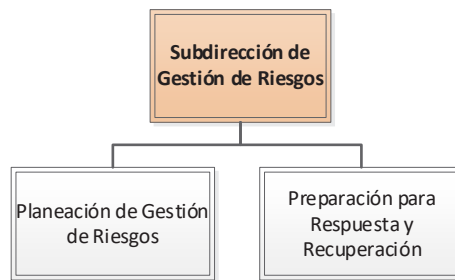 Subdirección de
Gestión de Riesgos
Planeación de Gestión
de Riesgos
Preparación para
Respuesta y
Recuperación